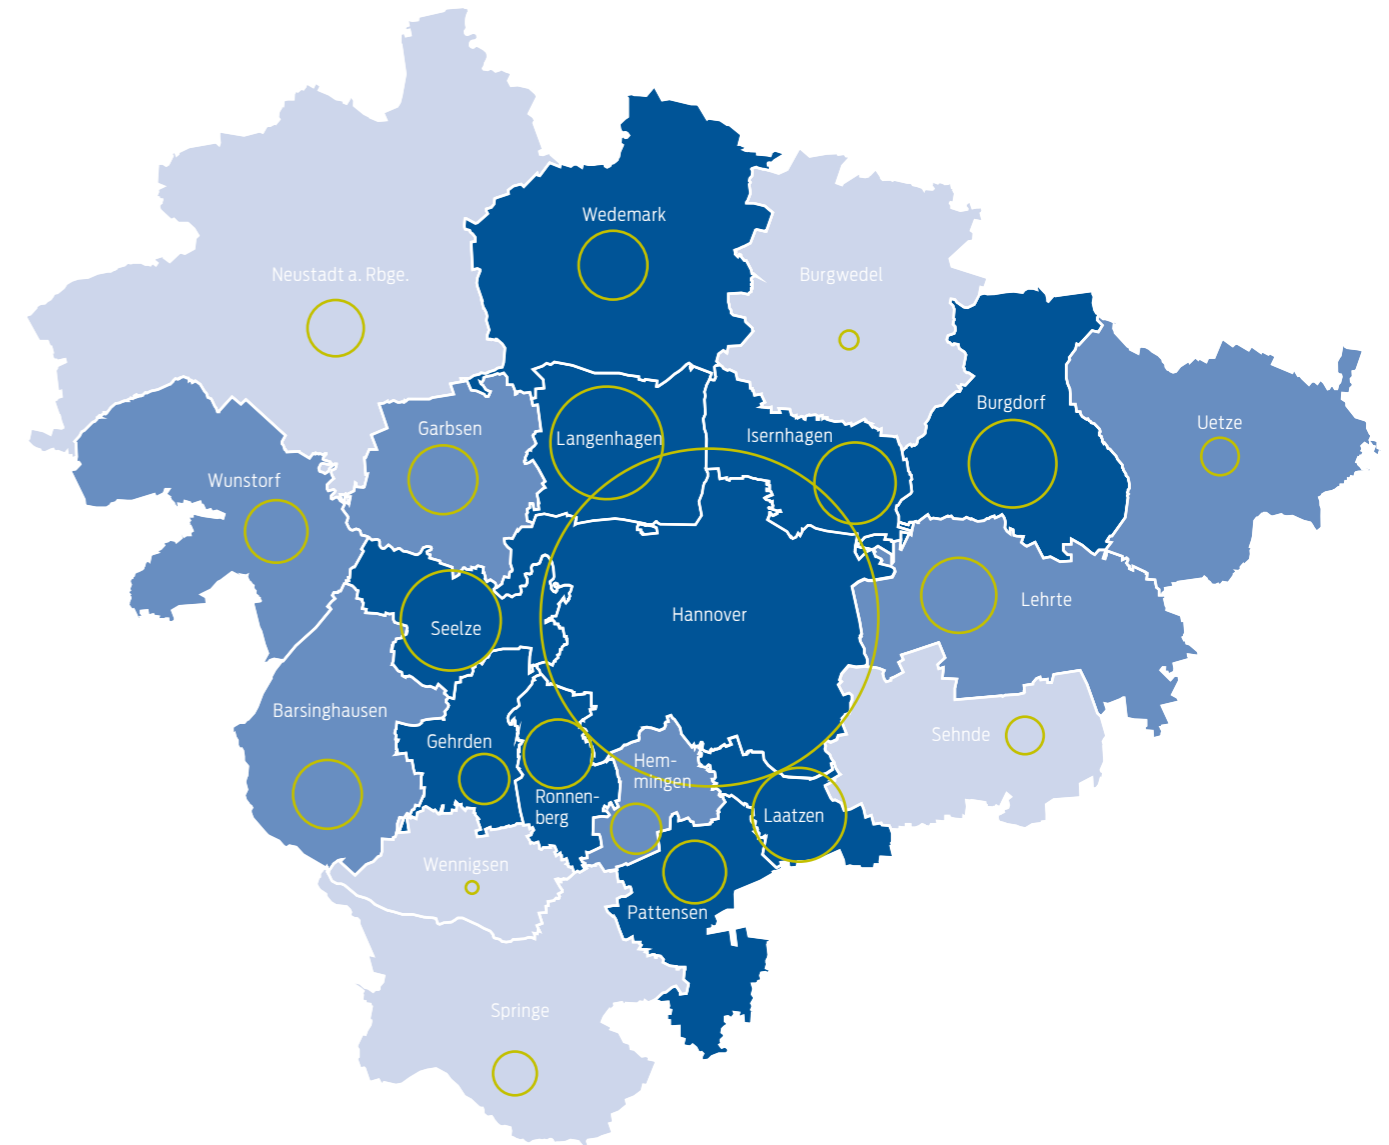 Wedemark
Neustadt a. Rbge.
Burgwedel
Burgdorf
Uetze
Garbsen
Langenhagen
Isernhagen
Wunstorf
Lehrte
Hannover
Seelze
Barsinghausen
Sehnde
Gehrden
Hem-
mingen
Ronnen-
berg
Laatzen
Wennigsen
Pattensen
Springe